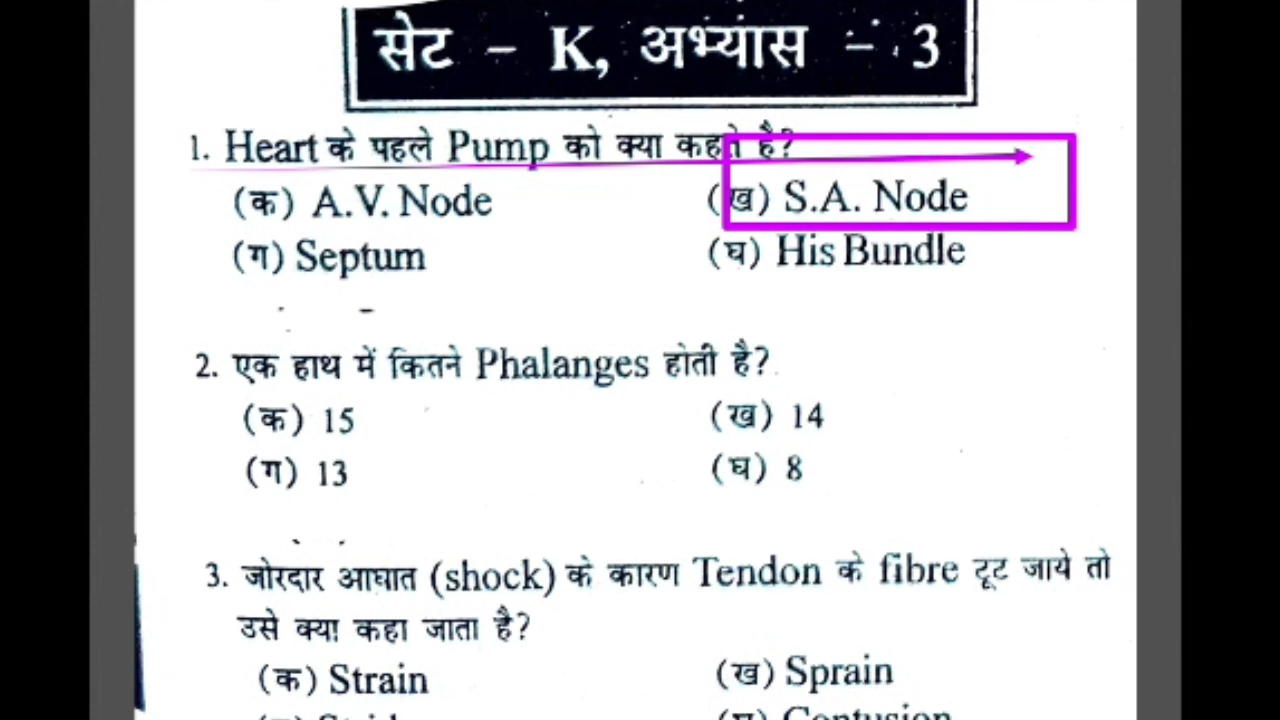 सेट - K, अभ्यास - 3
1. Heart के पहले Pump को क्या कहते है?
(क) A.V. Node (ख) S.A. Node
(ग) Septum (घ) His Bundle
2. एक हाथ में कितने Phalanges होती है?
(क) 15 (ख) 14
(ग) 13 (घ) 8
3. जोरदार आघात (shock) के कारण Tendon के fibre टूट जाये तो
उसे क्या कहा जाता है?
(क) Strain (ख) Sprain
(घ) Contusion